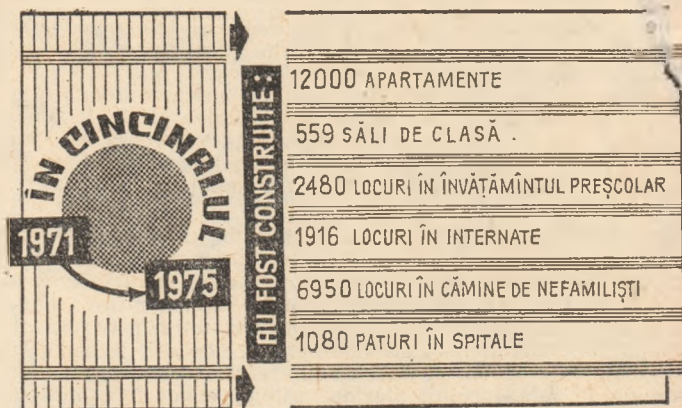 ÎN CINCINALUL
1971
1975
AU FOST CONSTRUITE:
12000 APARTAMENTE
559 SĂLI DE CLASĂ
2480 LOCURI ÎN ÎNVĂȚĂMÎNTUL PREȘCOLAR
1916 LOCURI ÎN INTERNATE
6950 LOCURI ÎN CĂMINE DE NEFAMILIȘTI
1080 PATURI ÎN SPITALE